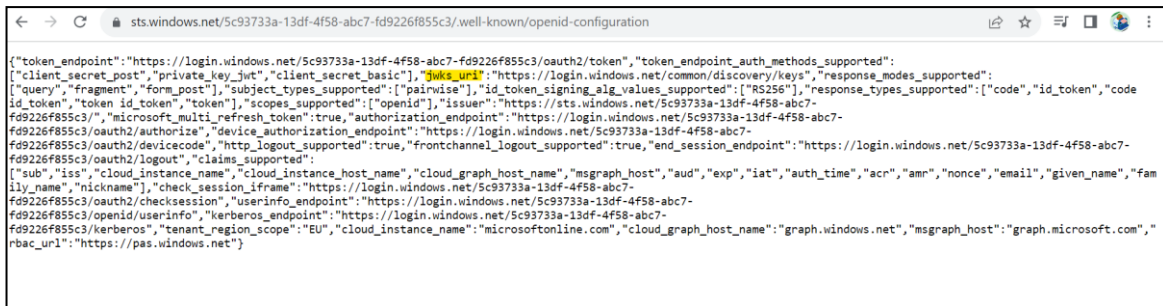 sts.windows.net/5c93733a-13df-4f58-abc7-fd9226f855c3/.well-known/openid-configuration
{"token_endpoint":"https://login.windows.net/5c93733a-13df-4f58-abc7-fd9226f855c3/oauth2/token","token_endpoint_auth_methods_supported":
["client_secret_post","private_key_jwt","client_secret_basic"],"jwks_uri":"https://login.windows.net/common/discovery/keys","response_modes_supported":
["query","fragment","form_post"],"subject_types_supported":["pairwise"],"id_token_signing_alg_values_supported":["RS256"],"response_types_supported":["code","id_token","code
id_token","token id_token","token"],"scopes_supported":["openid"],"issuer":"https://sts.windows.net/5c93733a-13df-4f58-abc7-
fd9226f855c3/","microsoft_multi_refresh_token":true,"authorization_endpoint":"https://login.windows.net/5c93733a-13df-4f58-abc7-
fd9226f855c3/oauth2/authorize","device_authorization_endpoint":"https://login.windows.net/5c93733a-13df-4f58-abc7-
fd9226f855c3/oauth2/devicecode","http_logout_supported":true,"frontchannel_logout_supported":true,"end_session_endpoint":"https://login.windows.net/5c93733a-13df-4f58-abc7-
fd9226f855c3/oauth2/logout","claims_supported":
["sub","iss","cloud_instance_name","cloud_instance_host_name","cloud_graph_host_name","msgraph_host","aud","exp","iat","auth_time","acr","amr","nonce","email","given_name","fam
ily_name","nickname"],"check_session_iframe":"https://login.windows.net/5c93733a-13df-4f58-abc7-
fd9226f855c3/oauth2/checksession","userinfo_endpoint":"https://login.windows.net/5c93733a-13df-4f58-abc7-
fd9226f855c3/openid/userinfo","kerberos_endpoint":"https://login.windows.net/5c93733a-13df-4f58-abc7-
fd9226f855c3/kerberos","tenant_region_scope":"EU","cloud_instance_name":"microsoftonline.com","cloud_graph_host_name":"graph.windows.net","msgraph_host":"graph.microsoft.com","
rbac_url":"https://pas.windows.net"}